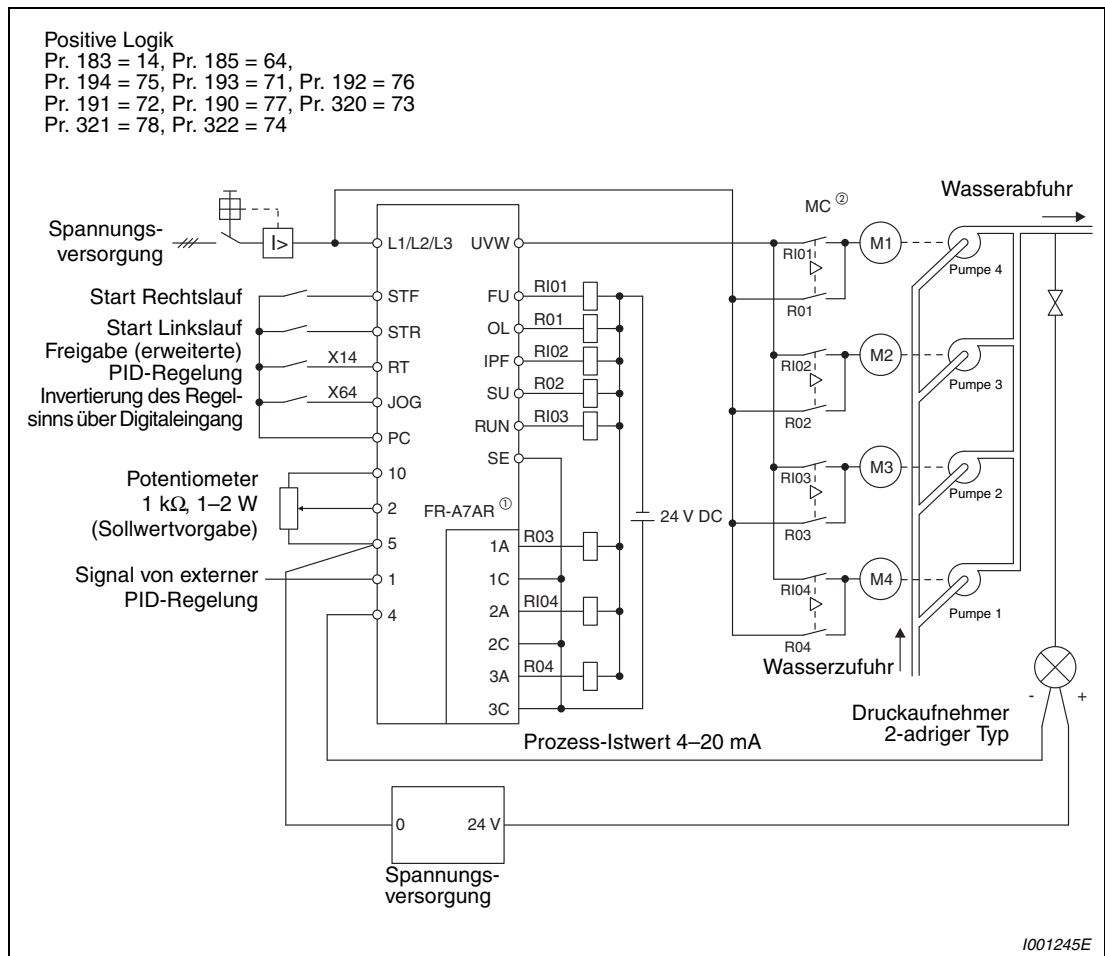 Positive Logik
Pr. 183 = 14, Pr. 185 = 64,
Pr. 194 = 75, Pr. 193 = 71, Pr. 192 = 76
Pr. 191 = 72, Pr. 190 = 77, Pr. 320 = 73
Pr. 321 = 78, Pr. 322 = 74
Spannungs-
versorgung
I>
L1/L2/L3
UVW
Start Rechtslauf
STF
Start Linkslauf
STR
Freigabe (erweiterte)
PID-Regelung
X14
RT
Invertierung des Regel-
sinns über Digitaleingang
X64
JOG
PC
Potentiometer
1 kΩ, 1–2 W
(Sollwertvorgabe)
10
2
5
Signal von externer
PID-Regelung
1
4
FU
RI01
OL
R01
IPF
RI02
SU
R02
RUN
RI03
SE
FR-A7AR ①
1A
R03
1C
2A
RI04
2C
3A
R04
3C
24 V DC
MC ②
RI01
R01
M1
Pumpe 4
RI02
R02
M2
Pumpe 3
RI03
R03
M3
Pumpe 2
RI04
R04
M4
Pumpe 1
Wasserabfuhr
Wasserzufuhr
- +
Druckaufnehmer
2-adriger Typ
Prozess-Istwert 4–20 mA
0 24 V
Spannungs-
versorgung
I001245E